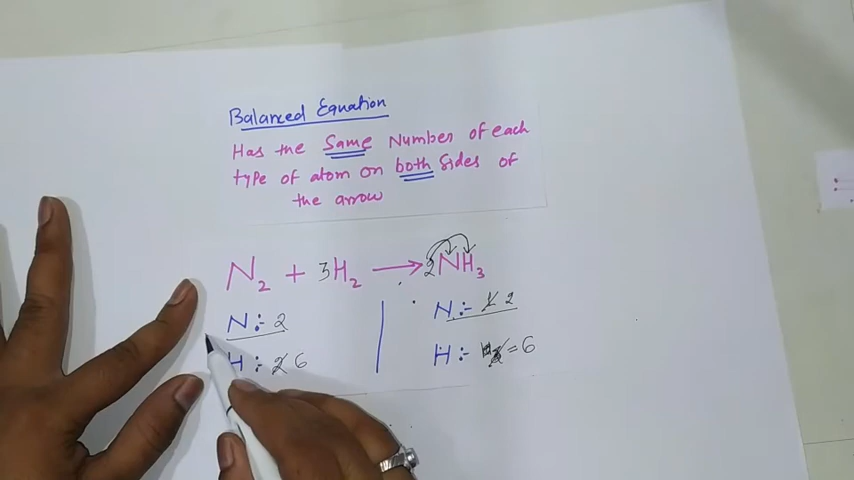 Balanced Equation
Has the Same Number of each
type of atom on both sides of
the arrow
N2 + 3H2 → 2NH3
N :- 2 N :- 1 2
H :- 2 6 H :- = 6